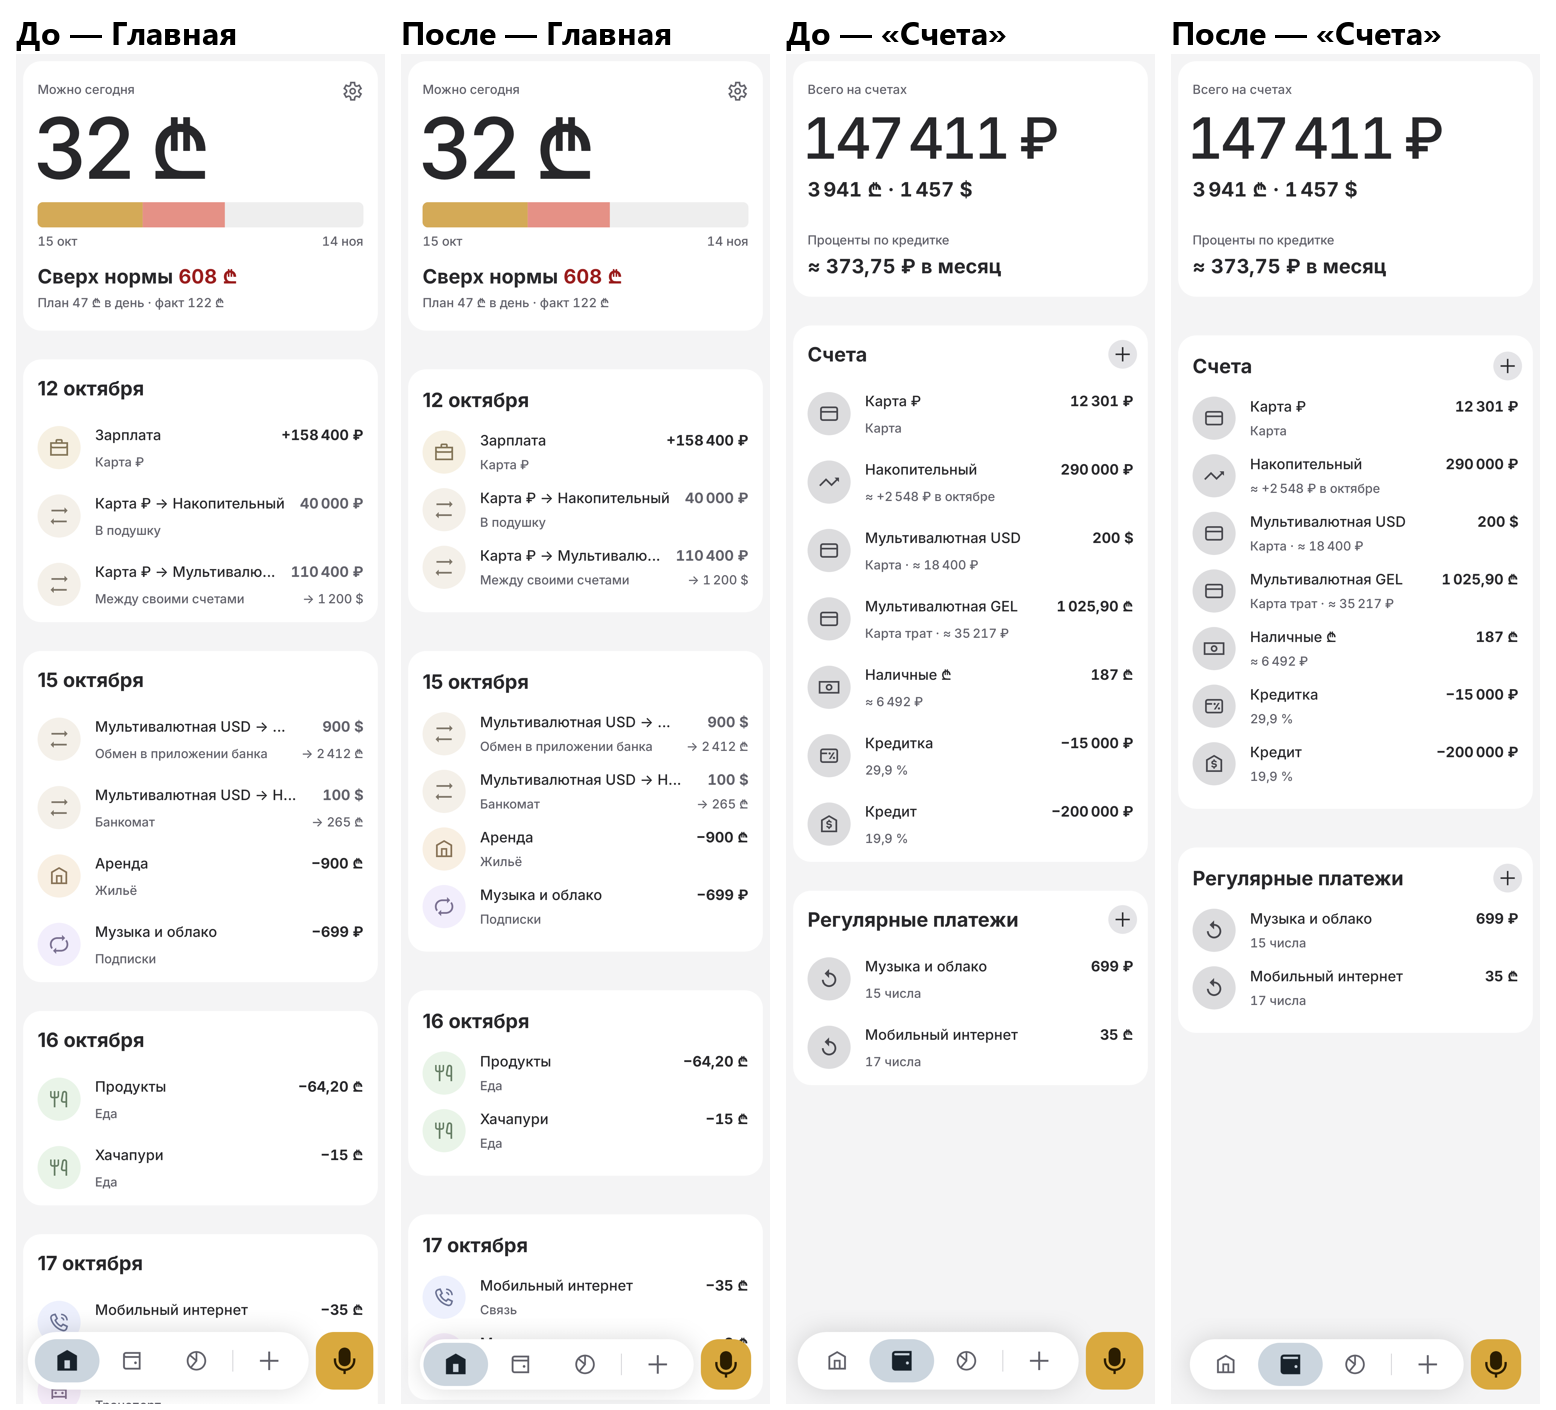 До — Главная
Можно сегодня
32 ₾
15 окт 14 ноя
Сверх нормы 608 ₾
План 47 ₾ в день · факт 122 ₾
12 октября
Зарплата +158 400 ₽
Карта ₽
Карта ₽ → Накопительный 40 000 ₽
В подушку
Карта ₽ → Мультивалю... 110 400 ₽
Между своими счетами → 1 200 $
15 октября
Мультивалютная USD → ... 900 $
Обмен в приложении банка → 2 412 ₾
Мультивалютная USD → Н... 100 $
Банкомат → 265 ₾
Аренда −900 ₾
Жильё
Музыка и облако −699 ₽
Подписки
16 октября
Продукты −64,20 ₾
Еда
Хачапури −15 ₾
Еда
17 октября
Мобильный интернет −35 ₾
После — Главная
Можно сегодня
32 ₾
15 окт 14 ноя
Сверх нормы 608 ₾
План 47 ₾ в день · факт 122 ₾
12 октября
Зарплата +158 400 ₽
Карта ₽
Карта ₽ → Накопительный 40 000 ₽
В подушку
Карта ₽ → Мультивалю... 110 400 ₽
Между своими счетами → 1 200 $
15 октября
Мультивалютная USD → ... 900 $
Обмен в приложении банка → 2 412 ₾
Мультивалютная USD → Н... 100 $
Банкомат → 265 ₾
Аренда −900 ₾
Жильё
Музыка и облако −699 ₽
Подписки
16 октября
Продукты −64,20 ₾
Еда
Хачапури −15 ₾
Еда
17 октября
Мобильный интернет −35 ₾
Связь
До — «Счета»
Всего на счетах
147 411 ₽
3 941 ₾ · 1 457 $
Проценты по кредитке
≈ 373,75 ₽ в месяц
Счета
Карта ₽ 12 301 ₽
Карта
Накопительный 290 000 ₽
≈ +2 548 ₽ в октябре
Мультивалютная USD 200 $
Карта · ≈ 18 400 ₽
Мультивалютная GEL 1 025,90 ₾
Карта трат · ≈ 35 217 ₽
Наличные ₾ 187 ₾
≈ 6 492 ₽
Кредитка −15 000 ₽
29,9 %
Кредит −200 000 ₽
19,9 %
Регулярные платежи
Музыка и облако 699 ₽
15 числа
Мобильный интернет 35 ₾
17 числа
После — «Счета»
Всего на счетах
147 411 ₽
3 941 ₾ · 1 457 $
Проценты по кредитке
≈ 373,75 ₽ в месяц
Счета
Карта ₽ 12 301 ₽
Карта
Накопительный 290 000 ₽
≈ +2 548 ₽ в октябре
Мультивалютная USD 200 $
Карта · ≈ 18 400 ₽
Мультивалютная GEL 1 025,90 ₾
Карта трат · ≈ 35 217 ₽
Наличные ₾ 187 ₾
≈ 6 492 ₽
Кредитка −15 000 ₽
29,9 %
Кредит −200 000 ₽
19,9 %
Регулярные платежи
Музыка и облако 699 ₽
15 числа
Мобильный интернет 35 ₾
17 числа